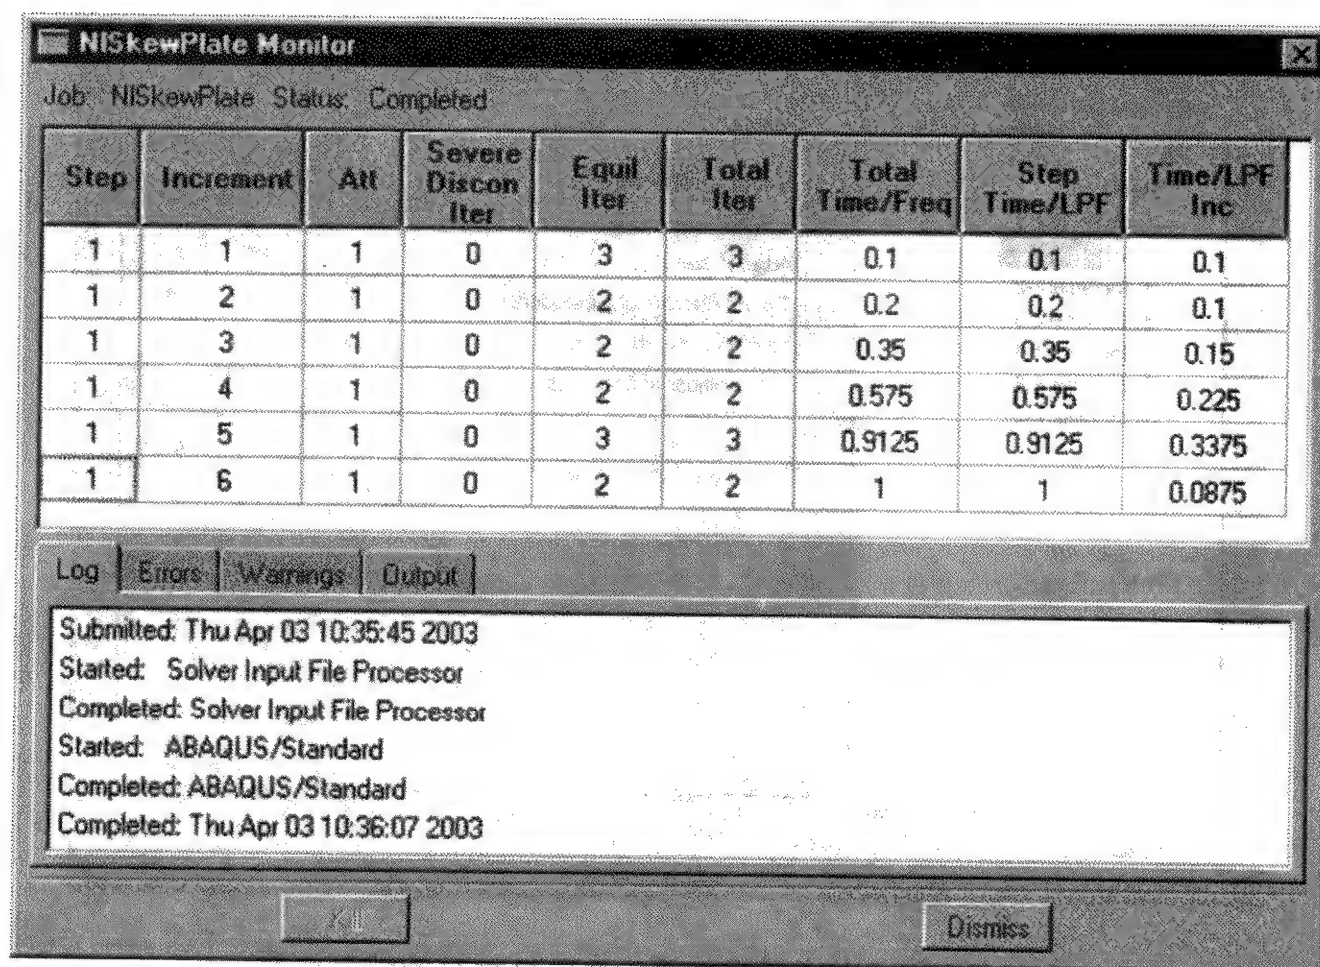 NlSkewPlate Monitor
Job: NlSkewPlate Status: Completed
Step Increment Att Severe Discon Iter Equil Iter Total Iter Total Time/Freq Step Time/LPF Time/LPF Inc
1 1 1 0 3 3 0.1 0.1 0.1
1 2 1 0 2 2 0.2 0.2 0.1
1 3 1 0 2 2 0.35 0.35 0.15
1 4 1 0 2 2 0.575 0.575 0.225
1 5 1 0 3 3 0.9125 0.9125 0.3375
1 6 1 0 2 2 1 1 0.0875
Log Errors Warnings Output
Submitted: Thu Apr 03 10:35:45 2003
Started: Solver Input File Processor
Completed: Solver Input File Processor
Started: ABAQUS/Standard
Completed: ABAQUS/Standard
Completed: Thu Apr 03 10:36:07 2003
Kill Dismiss